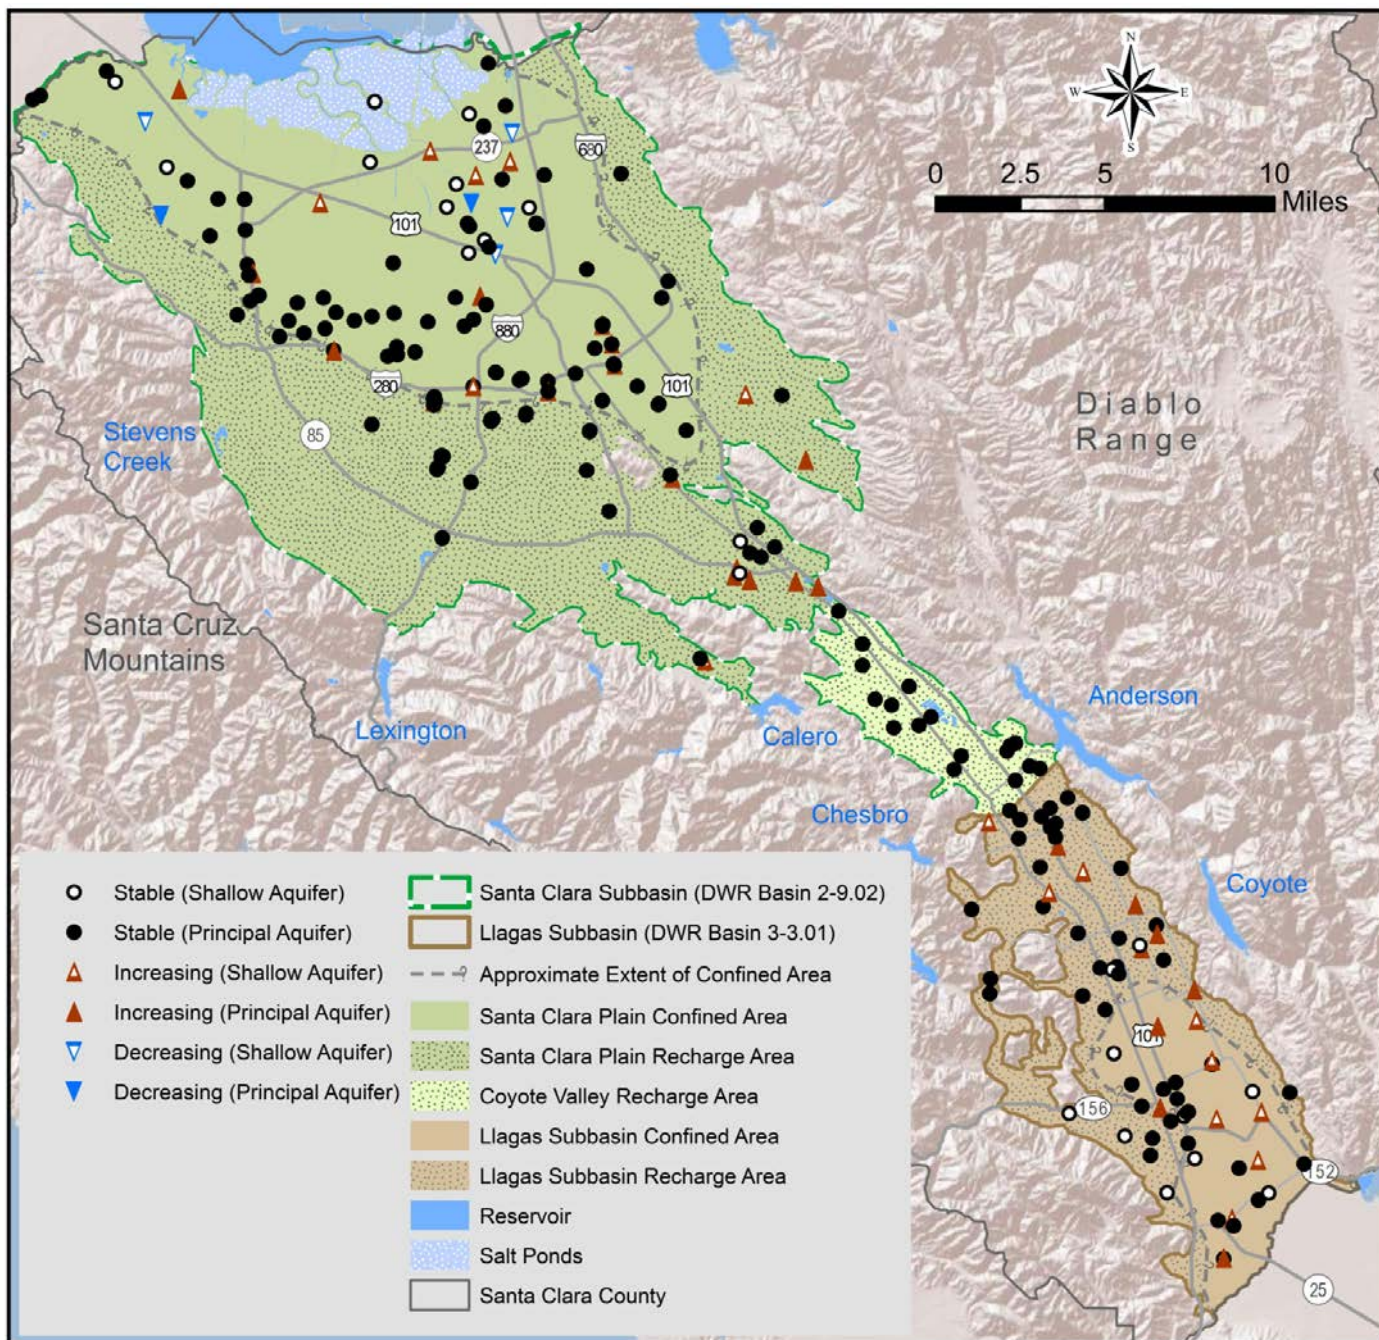 N
W E
S
0 2.5 5 10
Miles
237
680
101
880
280
101
85
Stevens
Creek
Diablo
Range
Santa Cruz
Mountains
Lexington
Calero
Anderson
Chesbro
Coyote
101
156
152
25
Stable (Shallow Aquifer)
Stable (Principal Aquifer)
Increasing (Shallow Aquifer)
Increasing (Principal Aquifer)
Decreasing (Shallow Aquifer)
Decreasing (Principal Aquifer)
Santa Clara Subbasin (DWR Basin 2-9.02)
Llagas Subbasin (DWR Basin 3-3.01)
Approximate Extent of Confined Area
Santa Clara Plain Confined Area
Santa Clara Plain Recharge Area
Coyote Valley Recharge Area
Llagas Subbasin Confined Area
Llagas Subbasin Recharge Area
Reservoir
Salt Ponds
Santa Clara County